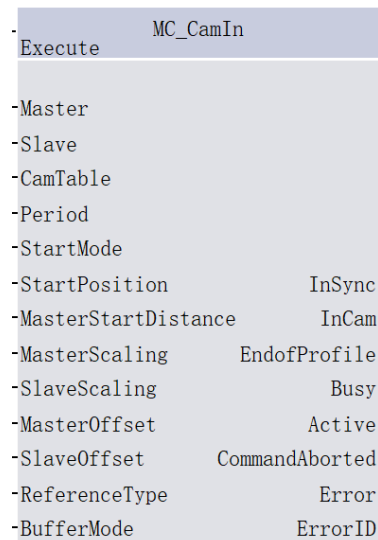 MC_CamIn
Execute
Master
Slave
CamTable
Period
StartMode
StartPosition InSync
MasterStartDistance InCam
MasterScaling EndofProfile
SlaveScaling Busy
MasterOffset Active
SlaveOffset CommandAborted
ReferenceType Error
BufferMode ErrorID